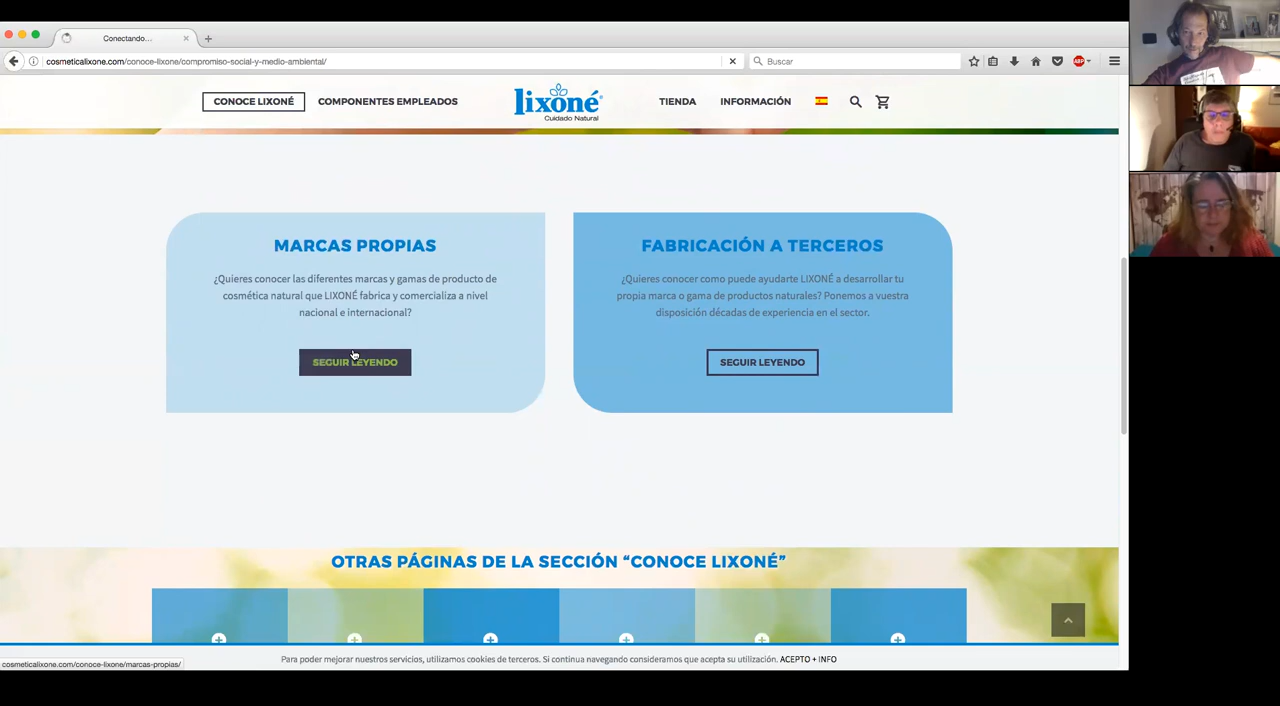 Conectando...
cosmeticalixone.com/conoce-lixone/compromiso-social-y-medio-ambiental/
Buscar
ABP
CONOCE LIXONÉ
COMPONENTES EMPLEADOS
lixoné
Cuidado Natural
TIENDA
INFORMACIÓN
MARCAS PROPIAS
¿Quieres conocer las diferentes marcas y gamas de producto de
cosmética natural que LIXONÉ fabrica y comercializa a nivel
nacional e internacional?
SEGUIR LEYENDO
FABRICACIÓN A TERCEROS
¿Quieres conocer como puede ayudarte LIXONÉ a desarrollar tu
propia marca o gama de productos naturales? Ponemos a vuestra
disposición décadas de experiencia en el sector.
SEGUIR LEYENDO
OTRAS PÁGINAS DE LA SECCIÓN “CONOCE LIXONÉ”
Para poder mejorar nuestros servicios, utilizamos cookies de terceros. Si continua navegando consideramos que acepta su utilización. ACEPTO + INFO
cosmeticalixone.com/conoce-lixone/marcas-propias/